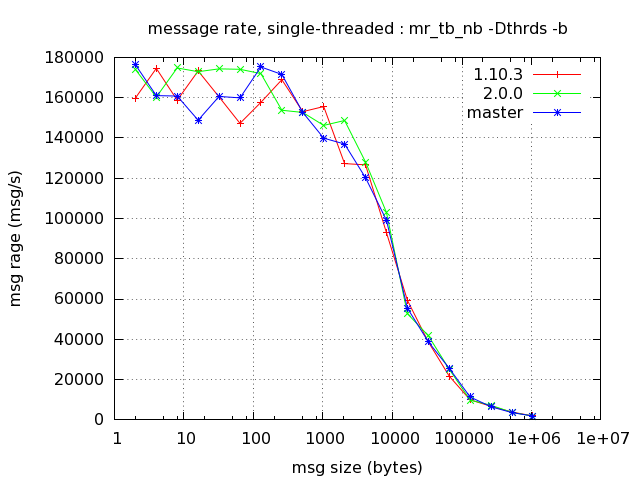 message rate, single-threaded : mr_tb_nb -Dthrds -b
180000
160000
140000
120000
100000
80000
60000
40000
20000
0
msg rage (msg/s)
1.10.3
2.0.0
master
1 10 100 1000 10000 100000 1e+06 1e+07
msg size (bytes)